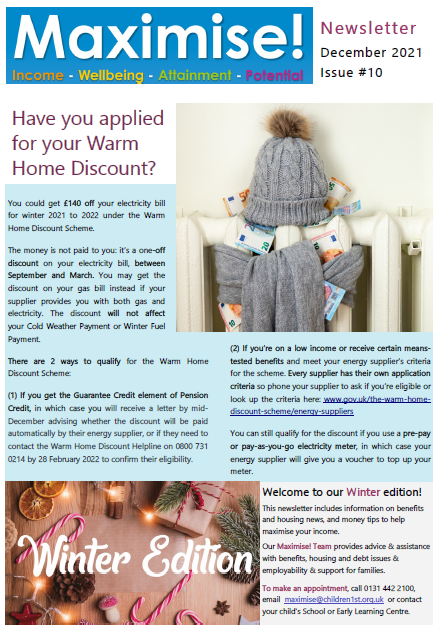 Maximise!
Income - Wellbeing - Attainment - Potential
Newsletter
December 2021
Issue #10
Have you applied
for your Warm
Home Discount?
You could get £140 off your electricity bill
for winter 2021 to 2022 under the Warm
Home Discount Scheme.
The money is not paid to you: it's a one-off
discount on your electricity bill, between
September and March. You may get the
discount on your gas bill instead if your
supplier provides you with both gas and
electricity. The discount will not affect
your Cold Weather Payment or Winter Fuel
Payment.
There are 2 ways to qualify for the Warm Home
Discount Scheme:
(1) If you get the Guarantee Credit element of Pension
Credit, in which case you will receive a letter by mid-
December advising whether the discount will be paid
automatically by their energy supplier, or if they need to
contact the Warm Home Discount Helpline on 0800 731
0214 by 28 February 2022 to confirm their eligibility.
(2) If you're on a low income or receive certain means-
tested benefits and meet your energy supplier's criteria
for the scheme. Every supplier has their own application
criteria so phone your supplier to ask if you're eligible or
look up the criteria here: www.gov.uk/the-warm-home-
discount-scheme/energy-suppliers
You can still qualify for the discount if you use a pre-pay
or pay-as-you-go electricity meter, in which case your
energy supplier will give you a voucher to top up your
meter.
Winter Edition
Welcome to our Winter edition!
This newsletter includes information on benefits
and housing news, and money tips to help
maximise your income.
Our Maximise! Team provides advice & assistance
with benefits, housing and debt issues &
employability & support for families.
To make an appointment, call 0131 442 2100,
email maximise@children1st.org.uk or contact
your child's School or Early Learning Centre.